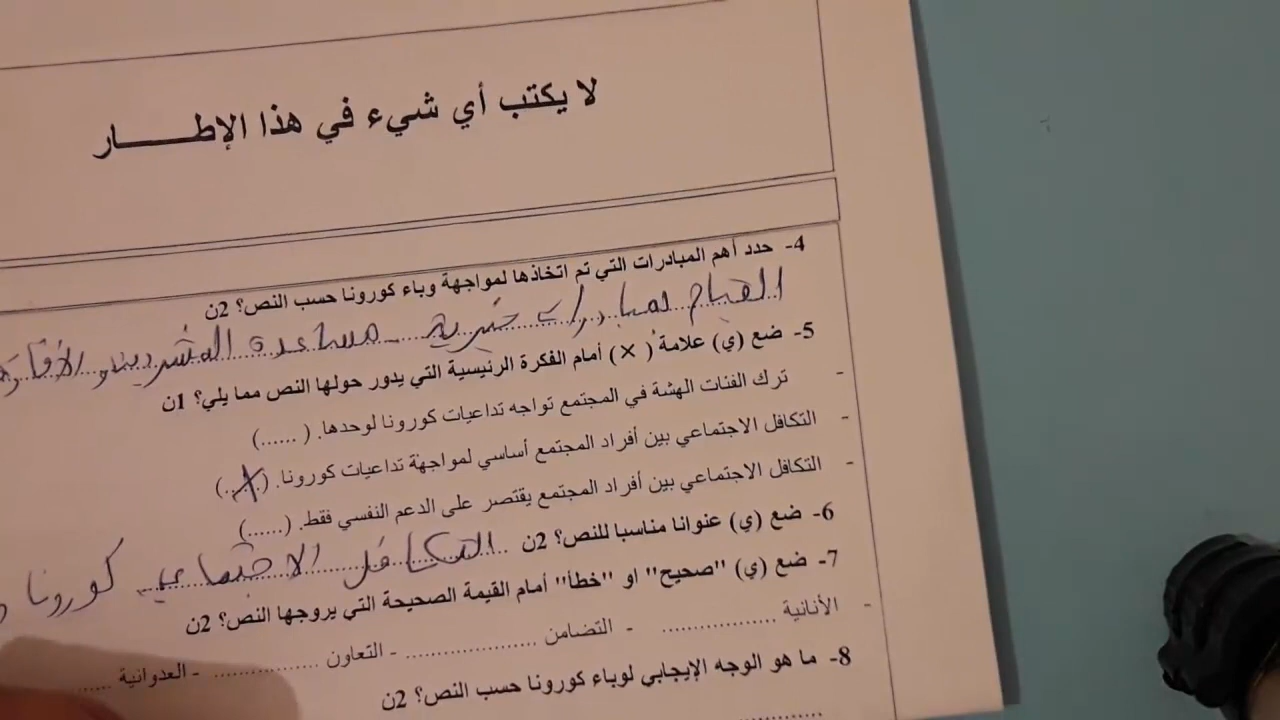 لا يكتب أي شيء في هذا الإطــــــــار
4- حدد أهم المبادرات التي تم اتخاذها لمواجهة وباء كورونا حسب النص؟ 2ن
القيام بمبادرات خيرية - مساعدة المشردين
5- ضع (ي) علامة (×) أمام الفكرة الرئيسية التي يدور حولها النص مما يلي؟ 1ن
- ترك الفئات الهشة في المجتمع تواجه تداعيات كورونا لوحدها. (......)
- التكافل الاجتماعي بين أفراد المجتمع أساسي لمواجهة تداعيات كورونا. (.X.)
- التكافل الاجتماعي بين أفراد المجتمع يقتصر على الدعم النفسي فقط. (......)
6- ضع (ي) عنوانا مناسبا للنص؟ 2ن التكافل الاجتماعي كورونا
7- ضع (ي) "صحيح" او "خطأ" أمام القيمة الصحيحة التي يروجها النص؟ 2ن
- الأنانية .................. - التضامن .................. - التعاون .................. - العدوانية ..........
8- ما هو الوجه الإيجابي لوباء كورونا حسب النص؟ 2ن